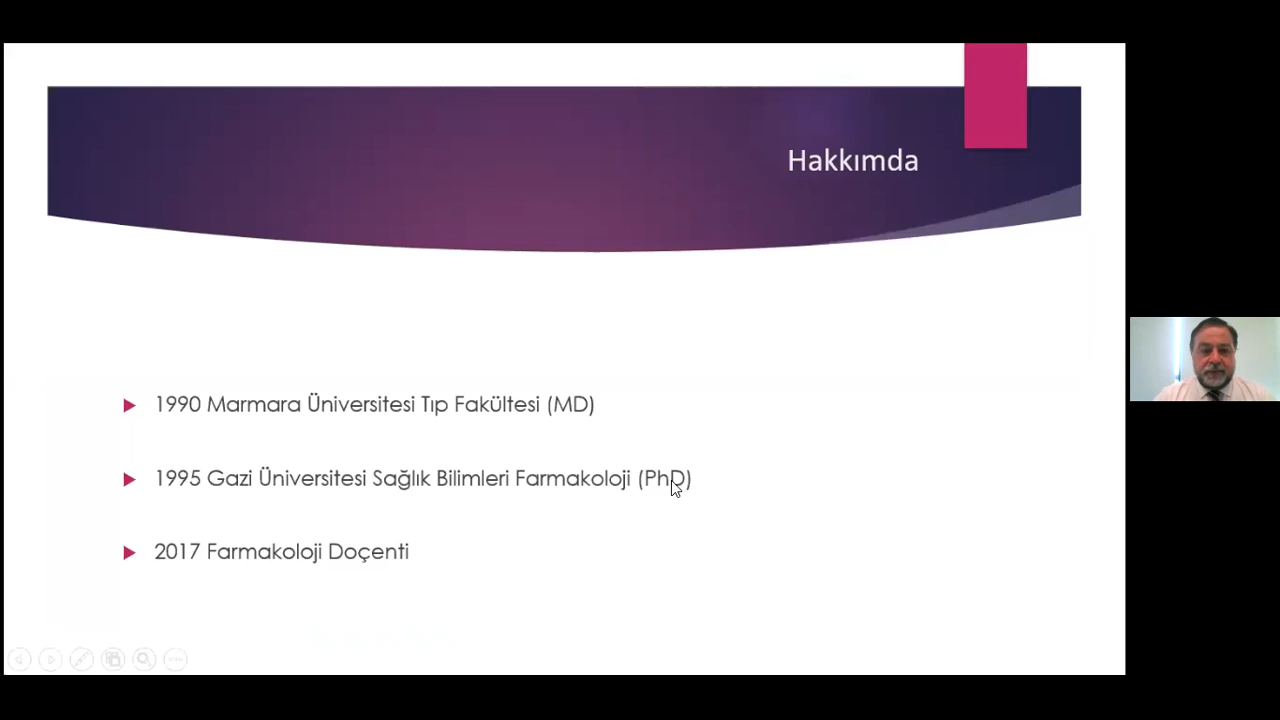 Hakkımda
1990 Marmara Üniversitesi Tıp Fakültesi (MD)
1995 Gazi Üniversitesi Sağlık Bilimleri Farmakoloji (PhD)
2017 Farmakoloji Doçenti